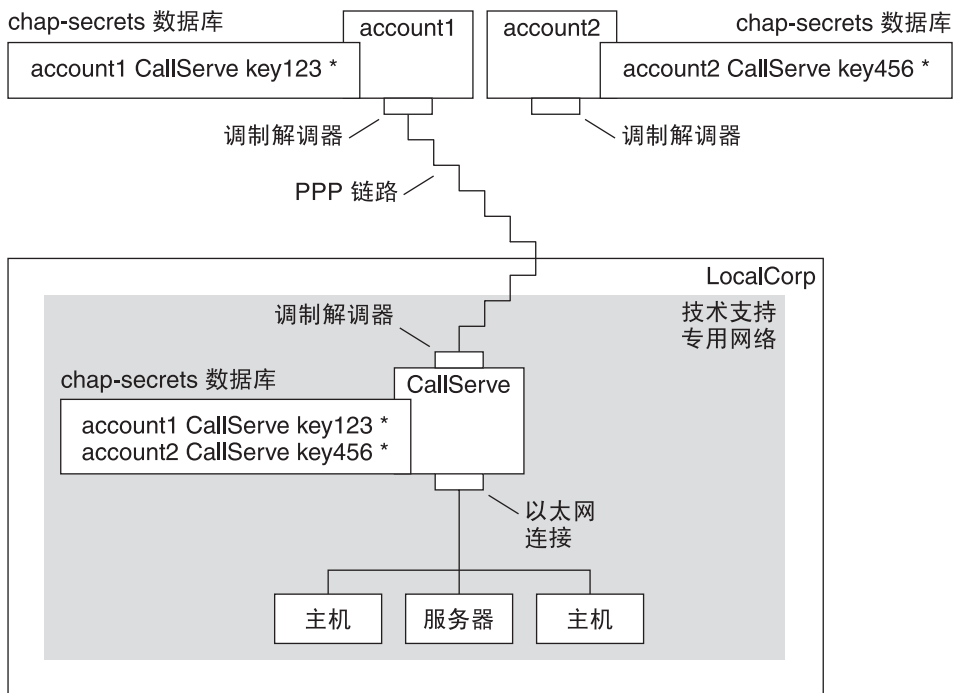 chap-secrets 数据库
account1 CallServe key123 *
account1
account2
chap-secrets 数据库
account2 CallServe key456 *
调制解调器
调制解调器
PPP 链路
LocalCorp
技术支持
专用网络
调制解调器
chap-secrets 数据库
CallServe
account1 CallServe key123 *
account2 CallServe key456 *
以太网
连接
主机
服务器
主机